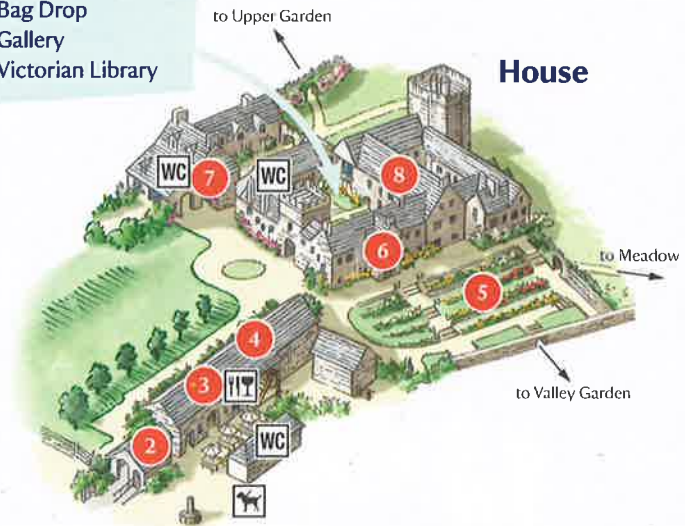 Bag Drop
Gallery
Victorian Library
to Upper Garden
House
WC
7
WC
8
6
to Meadow
5
4
3
to Valley Garden
2
WC